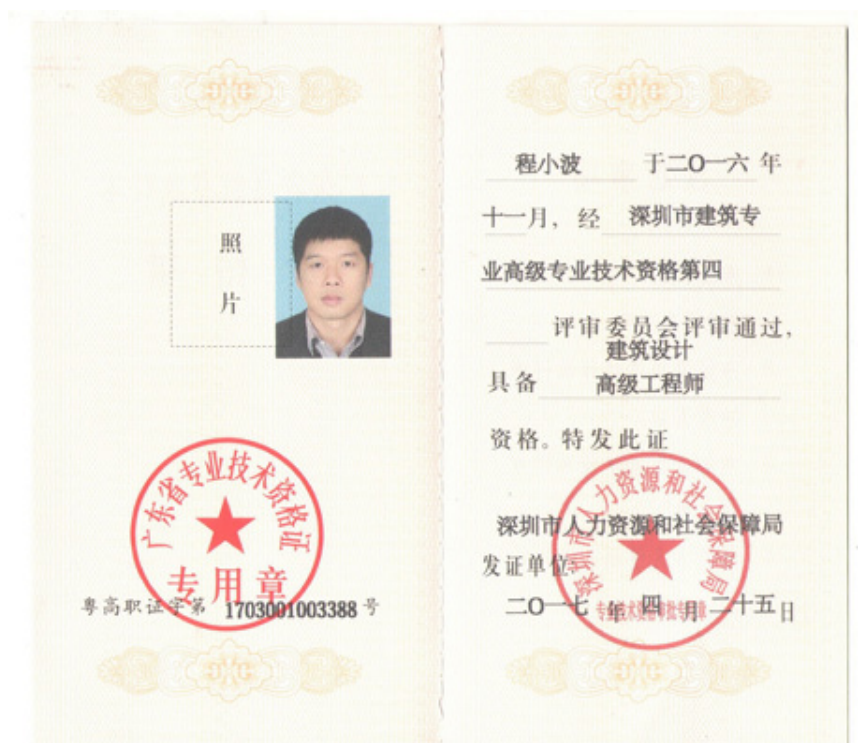 照
片
广东省专业技术资格证
专用章
粤高职证字第 1703001003388 号
程小波 于二〇一六年
十一月，经 深圳市建筑专
业高级专业技术资格第四
评审委员会评审通过，
建筑设计
具备 高级工程师
资格。特发此证
深圳市人力资源和社会保障局
深圳市人力资源和社会保障局
发证单位
二〇一七年四月二十五日